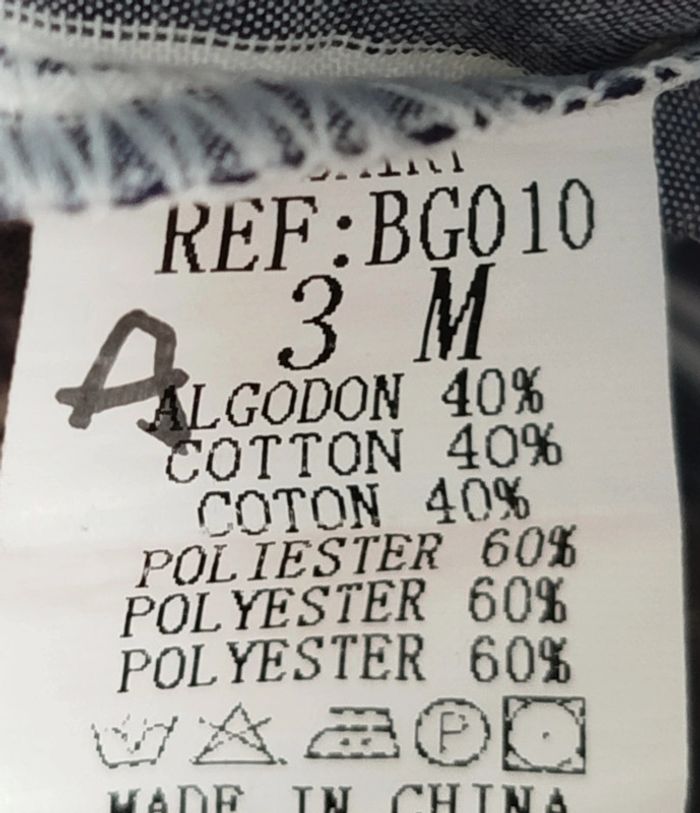 REF:BG010
3 M
A
ALGODON 40%
COTTON 40%
COTON 40%
POLIESTER 60%
POLYESTER 60%
POLYESTER 60%
P
MADE IN CHINA